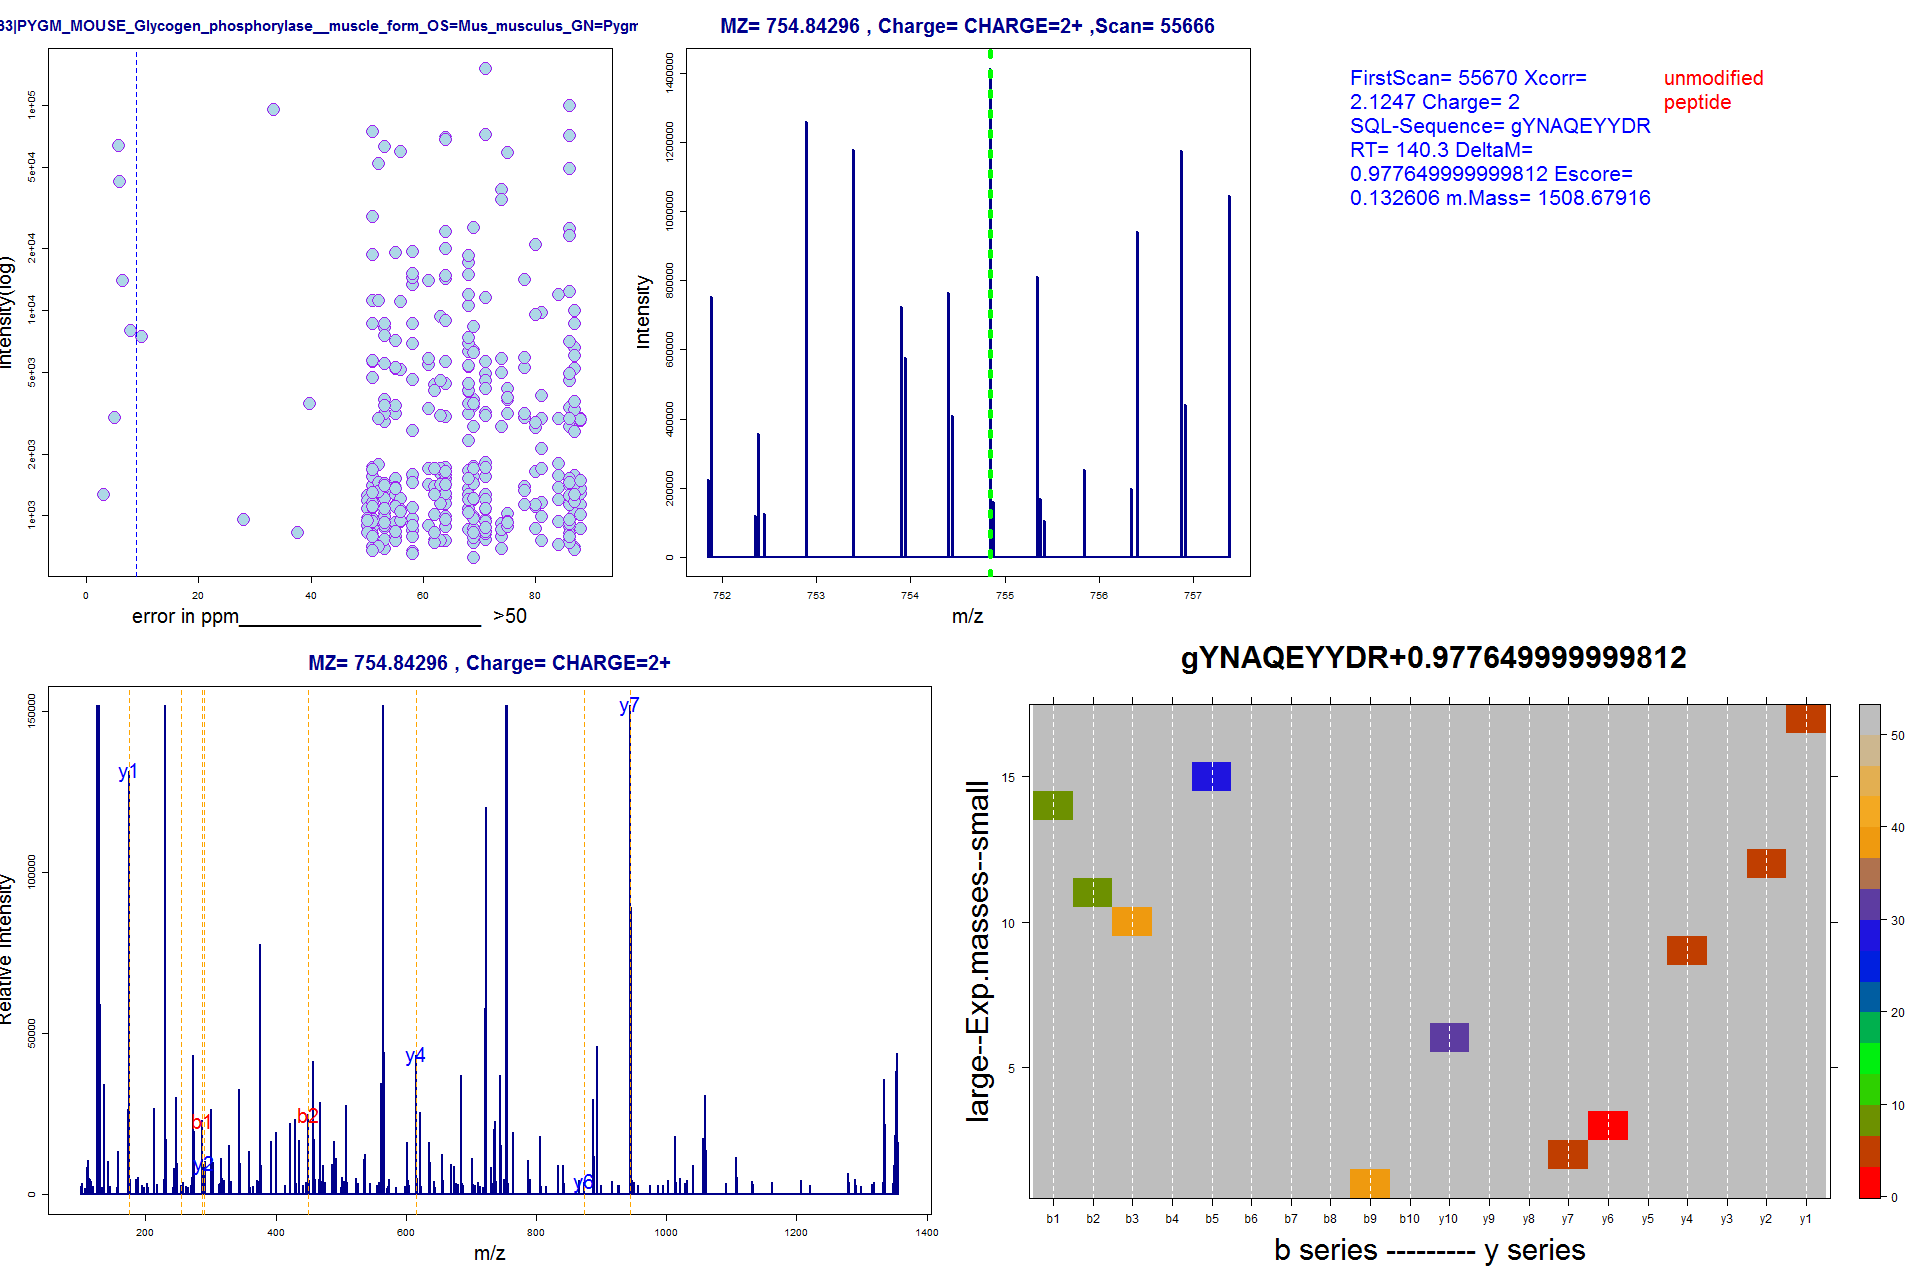 33|PYGM_MOUSE_Glycogen_phosphorylase__muscle_form_OS=Mus_musculus_GN=Pygm
1e+03 2e+03 5e+03 1e+04 2e+04 5e+04 1e+05
Intensity(log)
0 20 40 60 80
error in ppm______________________ >50
MZ= 754.84296 , Charge= CHARGE=2+ ,Scan= 55666
0 200000 400000 600000 800000 1000000 1200000 1400000
Intensity
752 753 754 755 756 757
m/z
FirstScan= 55670 Xcorr=
2.1247 Charge= 2
SQL-Sequence= gYNAQEYYDR
RT= 140.3 DeltaM=
0.977649999999812 Escore=
0.132606 m.Mass= 1508.67916
unmodified
peptide
MZ= 754.84296 , Charge= CHARGE=2+
0 50000 100000 150000
Relative Intensity
y1
b1
y2
b2
y4
y6
y7
200 400 600 800 1000 1200 1400
m/z
gYNAQEYYDR+0.977649999999812
5 10 15
large--Exp.masses--small
b1 b2 b3 b4 b5 b6 b7 b8 b9 b10 y10 y9 y8 y7 y6 y5 y4 y3 y2 y1
b series --------- y series
0 10 20 30 40 50